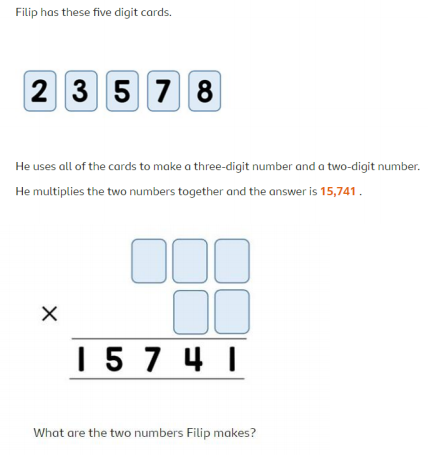 Filip has these five digit cards.
2 3 5 7 8
He uses all of the cards to make a three-digit number and a two-digit number.
He multiplies the two numbers together and the answer is 15,741 .
×
1 5 7 4 1
What are the two numbers Filip makes?